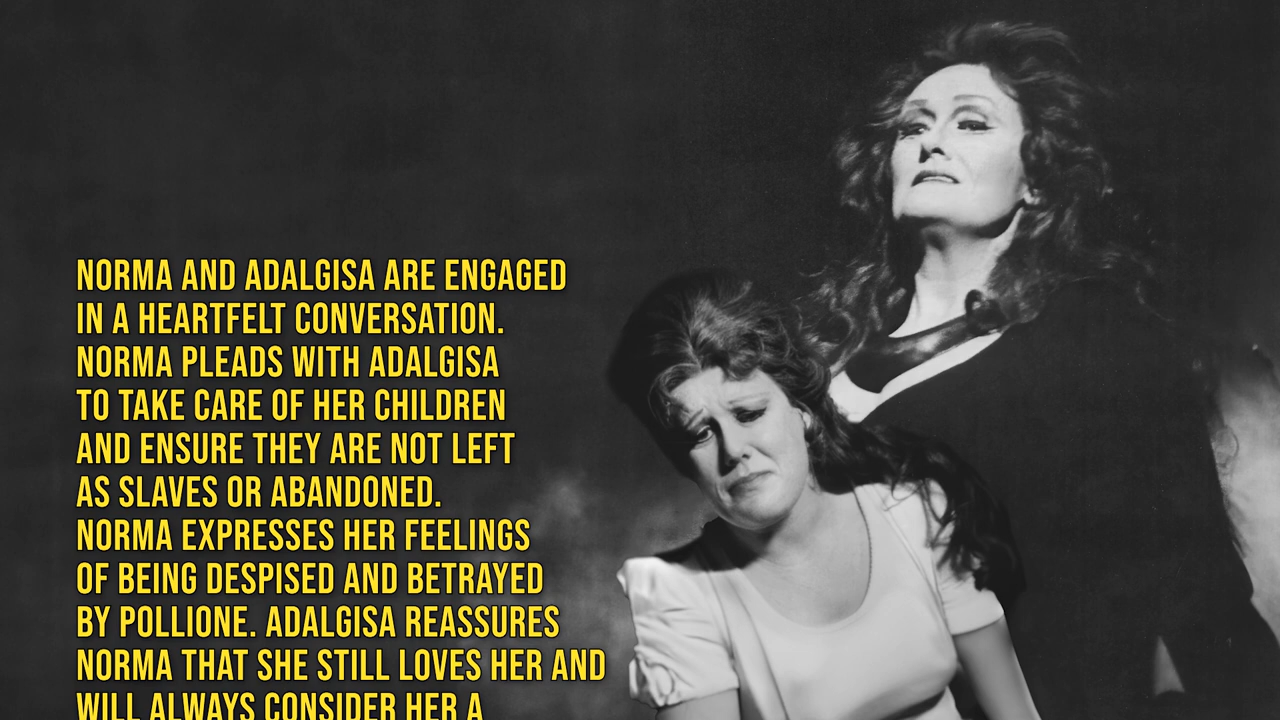 NORMA AND ADALGISA ARE ENGAGED
IN A HEARTFELT CONVERSATION.
NORMA PLEADS WITH ADALGISA
TO TAKE CARE OF HER CHILDREN
AND ENSURE THEY ARE NOT LEFT
AS SLAVES OR ABANDONED.
NORMA EXPRESSES HER FEELINGS
OF BEING DESPISED AND BETRAYED
BY POLLIONE. ADALGISA REASSURES
NORMA THAT SHE STILL LOVES HER AND
WILL ALWAYS CONSIDER HER A